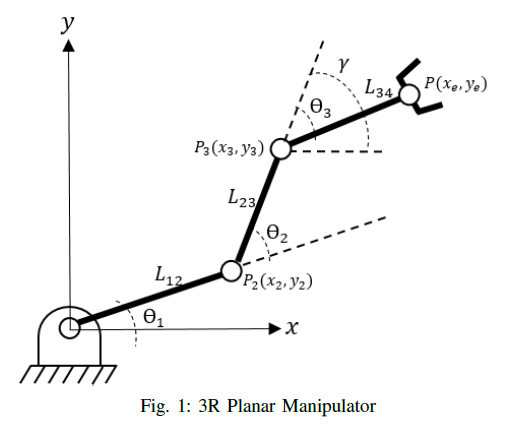 y
γ
L₃₄
P(xₑ, yₑ)
θ₃
P₃(x₃, y₃)
L₂₃
θ₂
L₁₂
P₂(x₂, y₂)
θ₁
x
Fig. 1: 3R Planar Manipulator